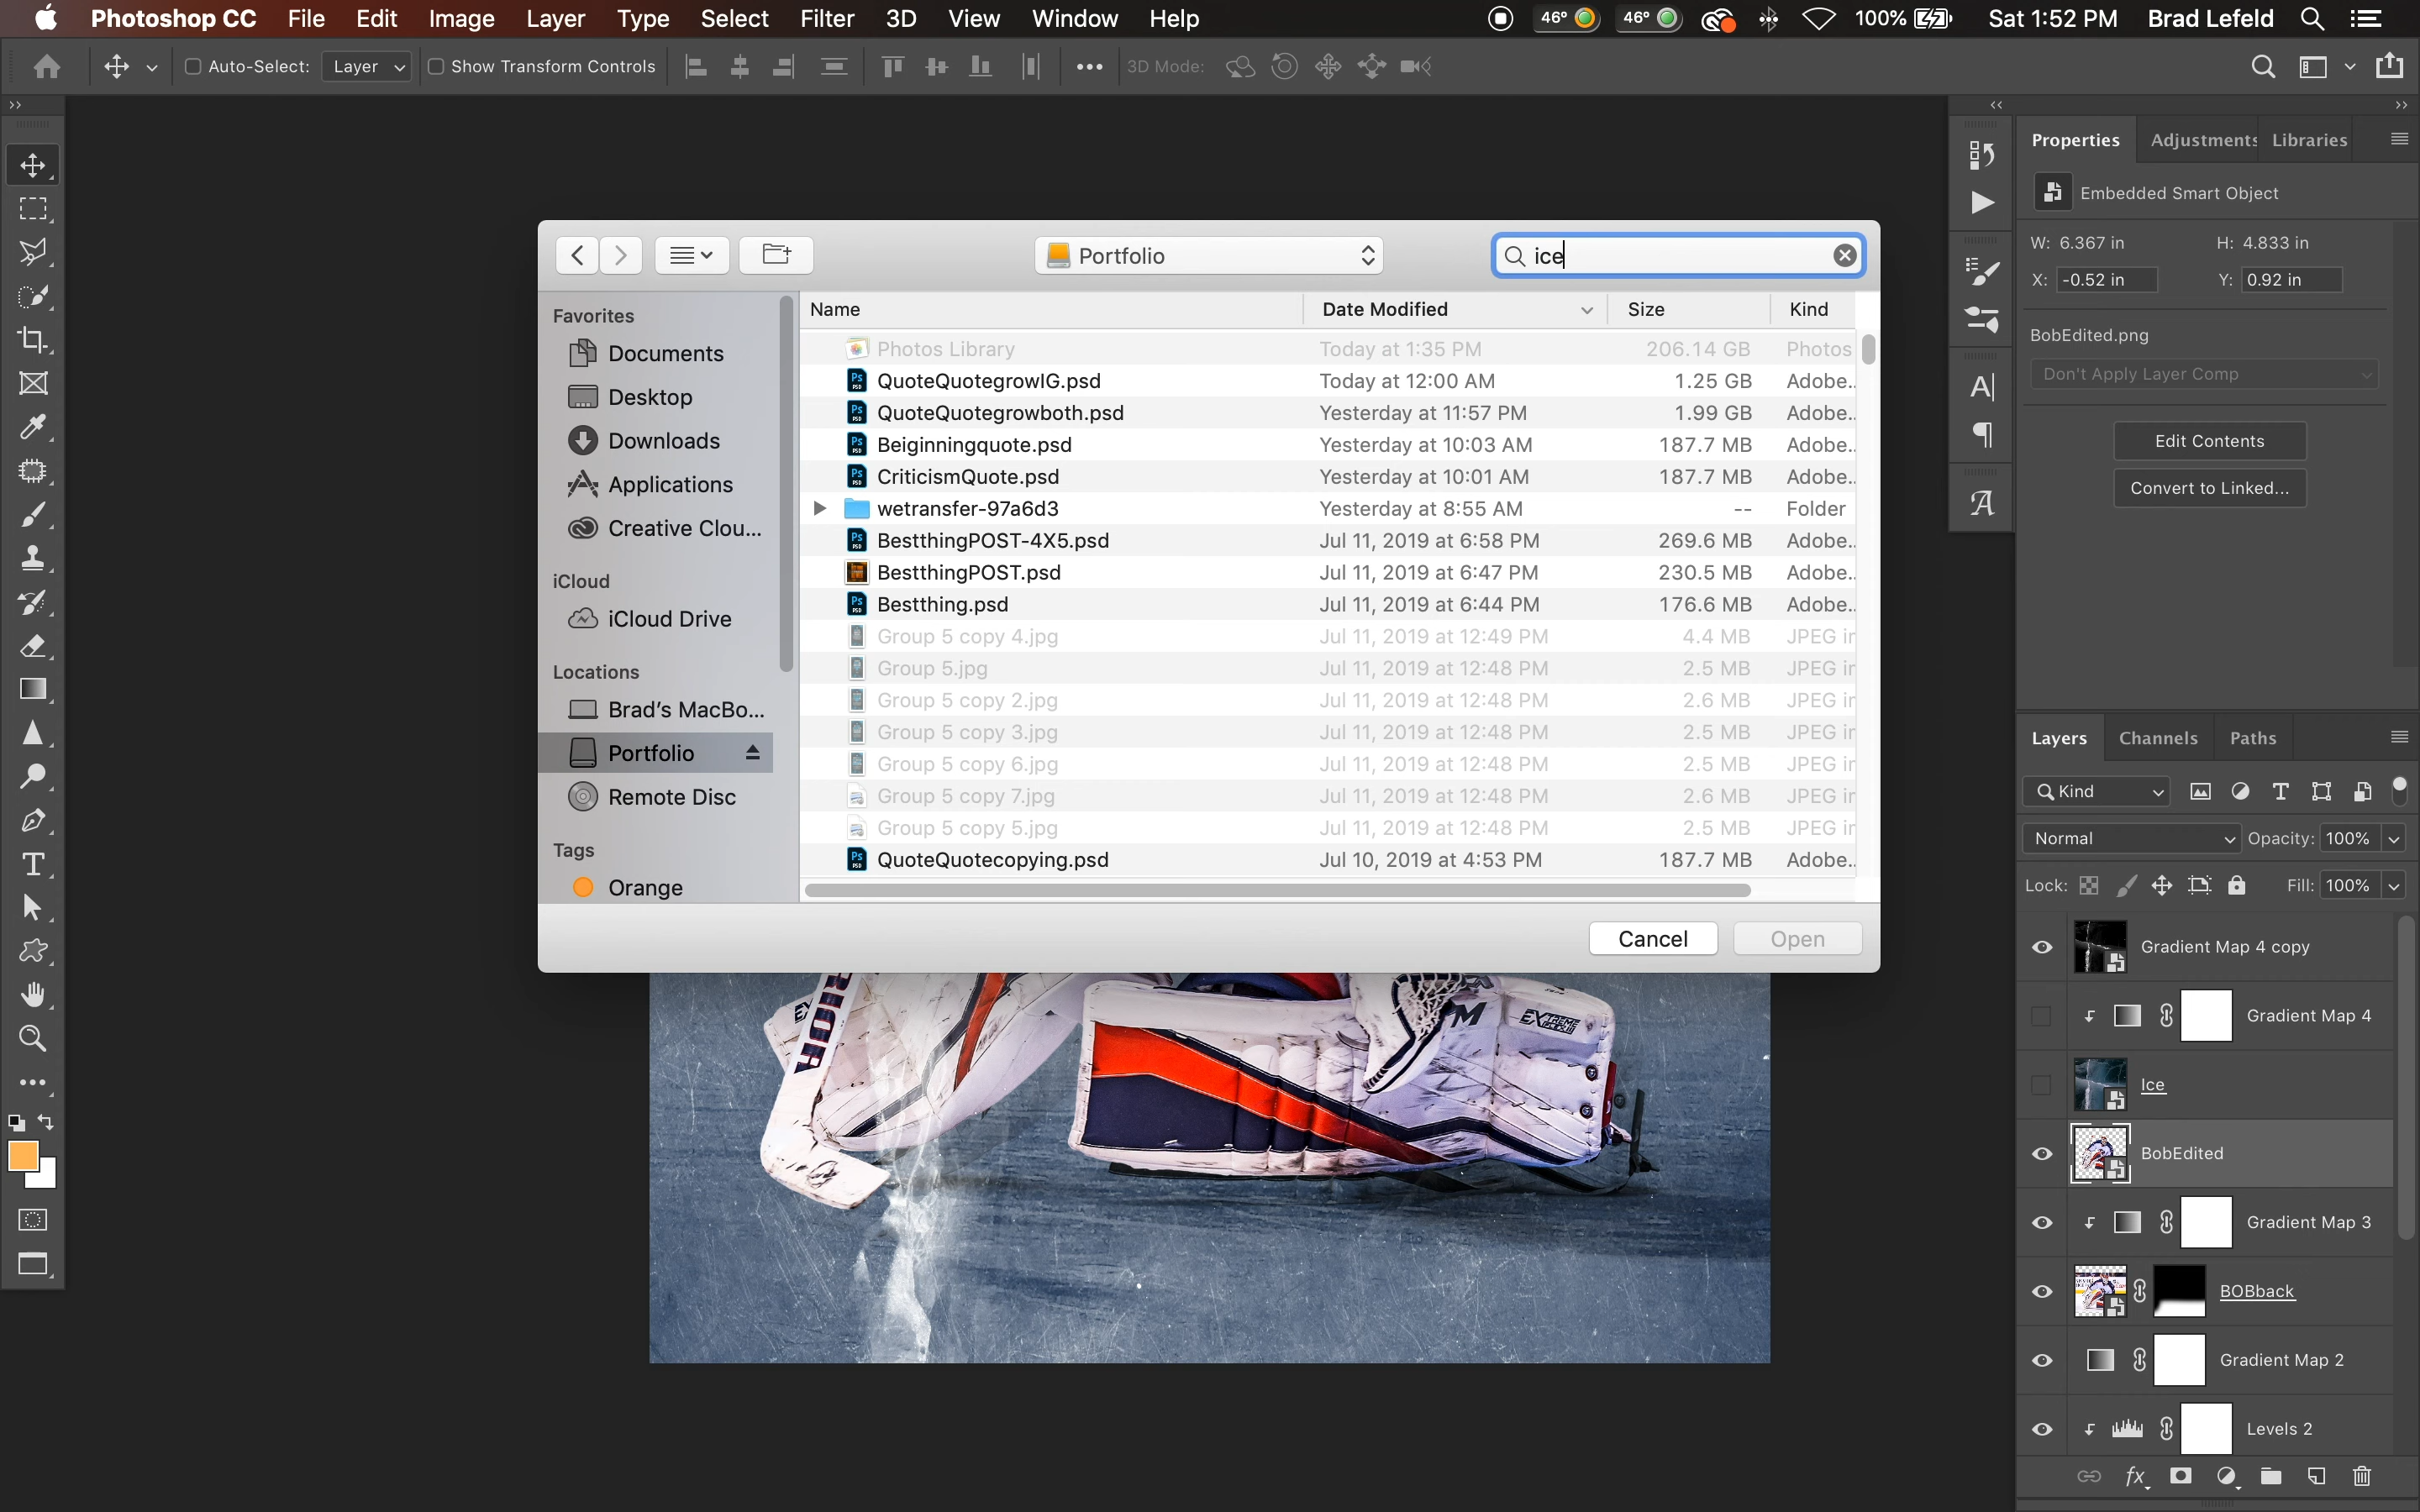 Photoshop CC File Edit Image Layer Type Select Filter 3D View Window Help 46° 46° 100% Sat 1:52 PM Brad Lefeld
Auto-Select: Layer Show Transform Controls 3D Mode:
Portfolio ice
Favorites
Documents
Desktop
Downloads
Applications
Creative Clou...
iCloud
iCloud Drive
Locations
Brad's MacBo...
Portfolio
Remote Disc
Tags
Orange
Name Date Modified Size Kind
Photos Library Today at 1:35 PM 206.14 GB Photos
QuoteQuotegrowIG.psd Today at 12:00 AM 1.25 GB Adobe..
QuoteQuotegrowboth.psd Yesterday at 11:57 PM 1.99 GB Adobe..
Beiginningquote.psd Yesterday at 10:03 AM 187.7 MB Adobe..
CriticismQuote.psd Yesterday at 10:01 AM 187.7 MB Adobe..
wetransfer-97a6d3 Yesterday at 8:55 AM -- Folder
BestthingPOST-4X5.psd Jul 11, 2019 at 6:58 PM 269.6 MB Adobe..
BestthingPOST.psd Jul 11, 2019 at 6:47 PM 230.5 MB Adobe..
Bestthing.psd Jul 11, 2019 at 6:44 PM 176.6 MB Adobe..
Group 5 copy 4.jpg Jul 11, 2019 at 12:49 PM 4.4 MB JPEG ir
Group 5.jpg Jul 11, 2019 at 12:48 PM 2.5 MB JPEG ir
Group 5 copy 2.jpg Jul 11, 2019 at 12:48 PM 2.6 MB JPEG ir
Group 5 copy 3.jpg Jul 11, 2019 at 12:48 PM 2.5 MB JPEG ir
Group 5 copy 6.jpg Jul 11, 2019 at 12:48 PM 2.5 MB JPEG ir
Group 5 copy 7.jpg Jul 11, 2019 at 12:48 PM 2.6 MB JPEG ir
Group 5 copy 5.jpg Jul 11, 2019 at 12:48 PM 2.5 MB JPEG ir
QuoteQuotecopying.psd Jul 10, 2019 at 4:53 PM 187.7 MB Adobe..
Cancel Open
Properties Adjustments Libraries
Embedded Smart Object
W: 6.367 in H: 4.833 in
X: -0.52 in Y: 0.92 in
BobEdited.png
Don't Apply Layer Comp
Edit Contents
Convert to Linked...
Layers Channels Paths
Kind
Normal Opacity: 100%
Lock: Fill: 100%
Gradient Map 4 copy
Gradient Map 4
Ice
BobEdited
Gradient Map 3
BOBback
Gradient Map 2
Levels 2
fx